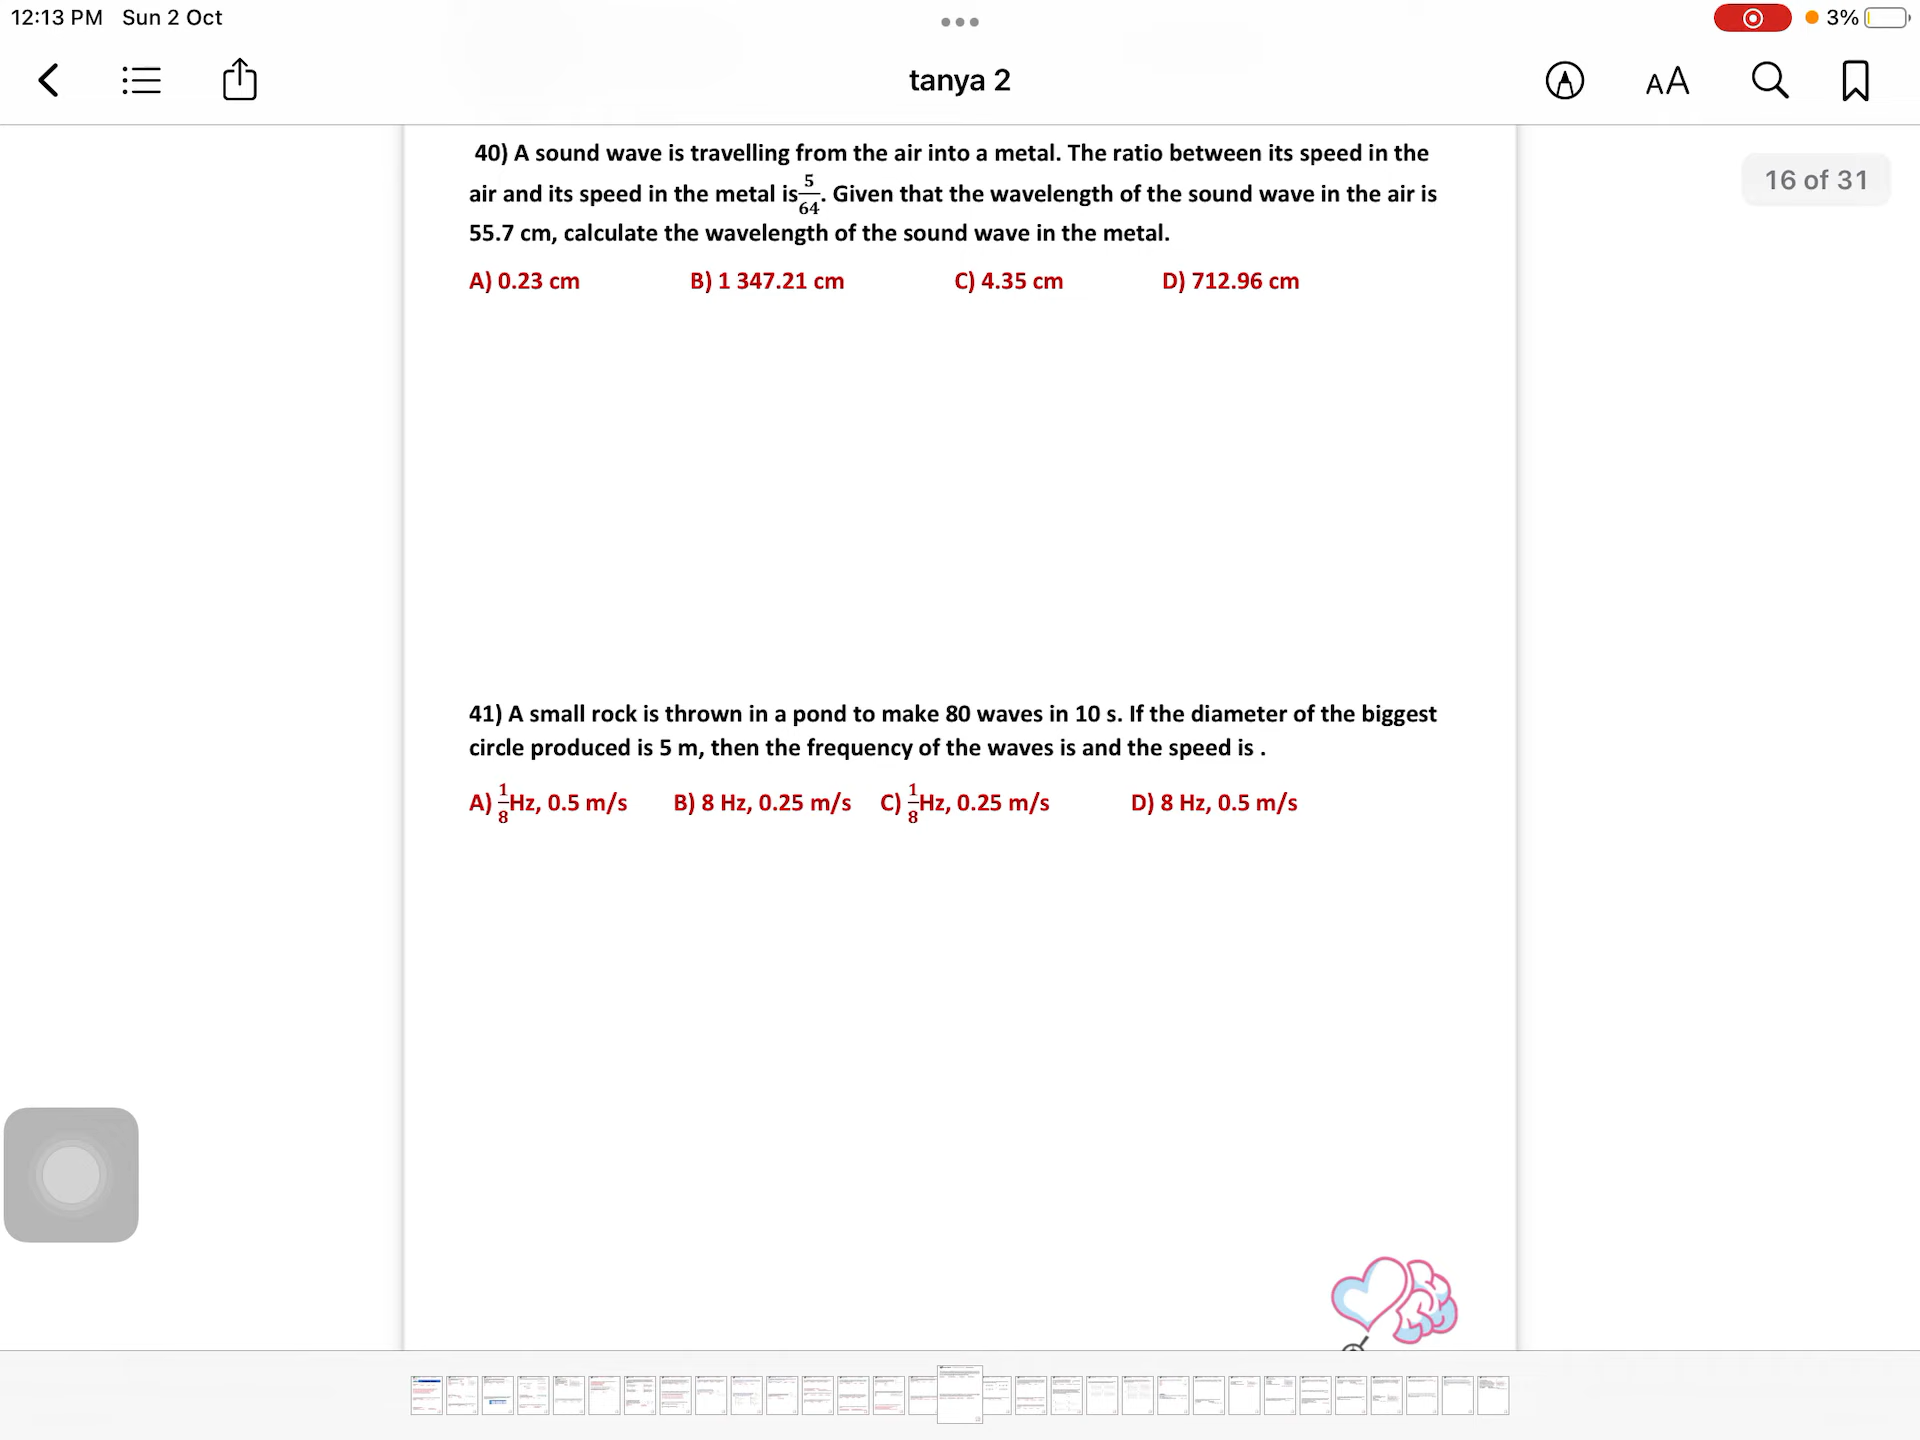 12:13 PM Sun 2 Oct
3%
tanya 2
AA
16 of 31
40) A sound wave is travelling from the air into a metal. The ratio between its speed in the
air and its speed in the metal is 5/64. Given that the wavelength of the sound wave in the air is
55.7 cm, calculate the wavelength of the sound wave in the metal.
A) 0.23 cm B) 1 347.21 cm C) 4.35 cm D) 712.96 cm
41) A small rock is thrown in a pond to make 80 waves in 10 s. If the diameter of the biggest
circle produced is 5 m, then the frequency of the waves is and the speed is .
A) 1/8 Hz, 0.5 m/s B) 8 Hz, 0.25 m/s C) 1/8 Hz, 0.25 m/s D) 8 Hz, 0.5 m/s